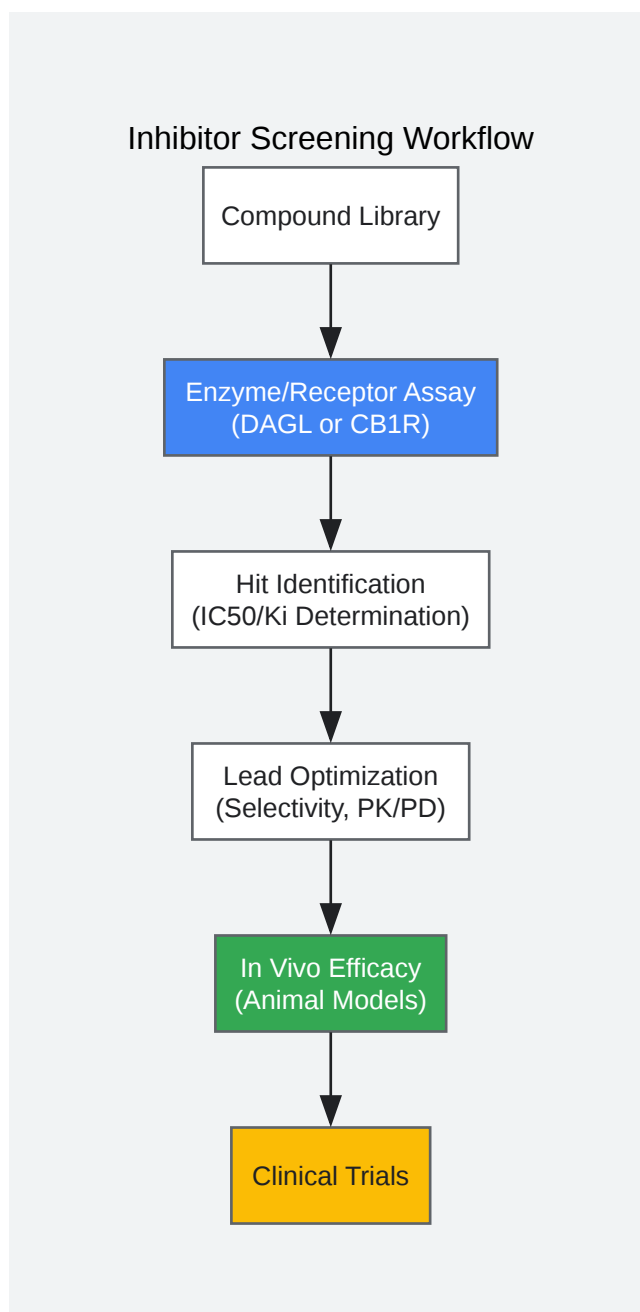 Inhibitor Screening Workflow
Compound Library
Enzyme/Receptor Assay
(DAGL or CB1R)
Hit Identification
(IC50/Ki Determination)
Lead Optimization
(Selectivity, PK/PD)
In Vivo Efficacy
(Animal Models)
Clinical Trials